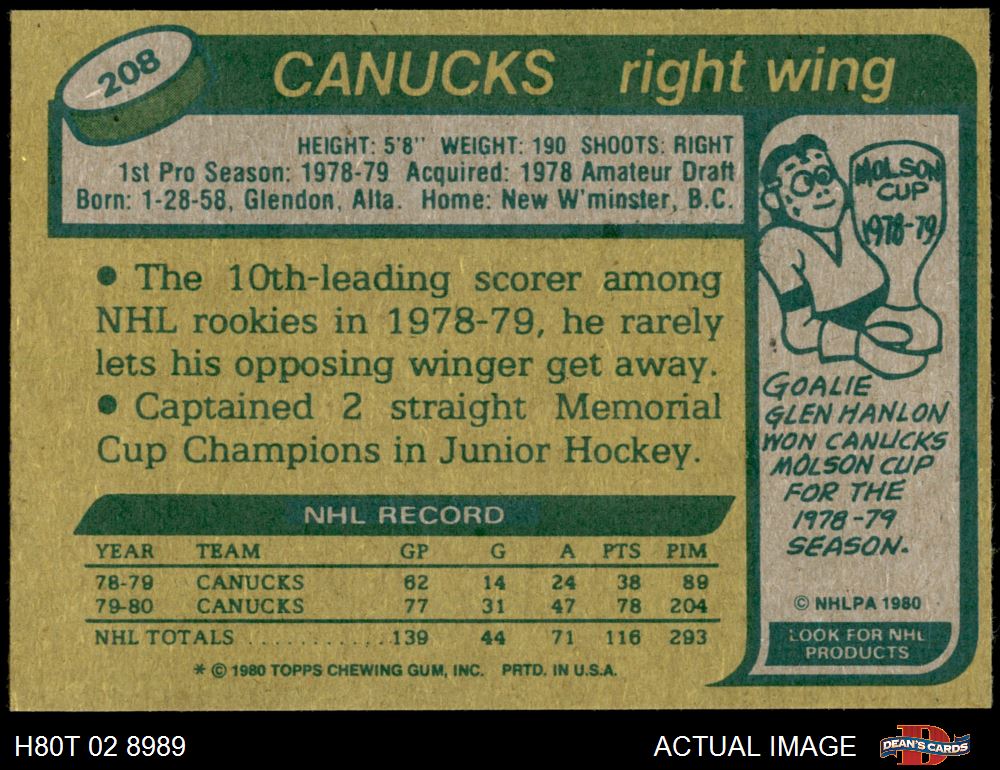 208
CANUCKS right wing
HEIGHT: 5'8" WEIGHT: 190 SHOOTS: RIGHT
1st Pro Season: 1978-79 Acquired: 1978 Amateur Draft
Born: 1-28-58, Glendon, Alta. Home: New W'minster, B.C.
• The 10th-leading scorer among
NHL rookies in 1978-79, he rarely
lets his opposing winger get away.
• Captained 2 straight Memorial
Cup Champions in Junior Hockey.
MOLSON
CUP
1978-79
GOALIE
GLEN HANLON
WON CANUCKS
MOLSON CUP
FOR THE
1978-79
SEASON.
© NHLPA 1980
LOOK FOR NHL
PRODUCTS
NHL RECORD
YEAR TEAM GP G A PTS PIM
78-79 CANUCKS 62 14 24 38 89
79-80 CANUCKS 77 31 47 78 204
NHL TOTALS ............139 44 71 116 293
* © 1980 TOPPS CHEWING GUM, INC. PRTD. IN U.S.A.
H80T 02 8989
ACTUAL IMAGE
D
DEAN'S CARDS